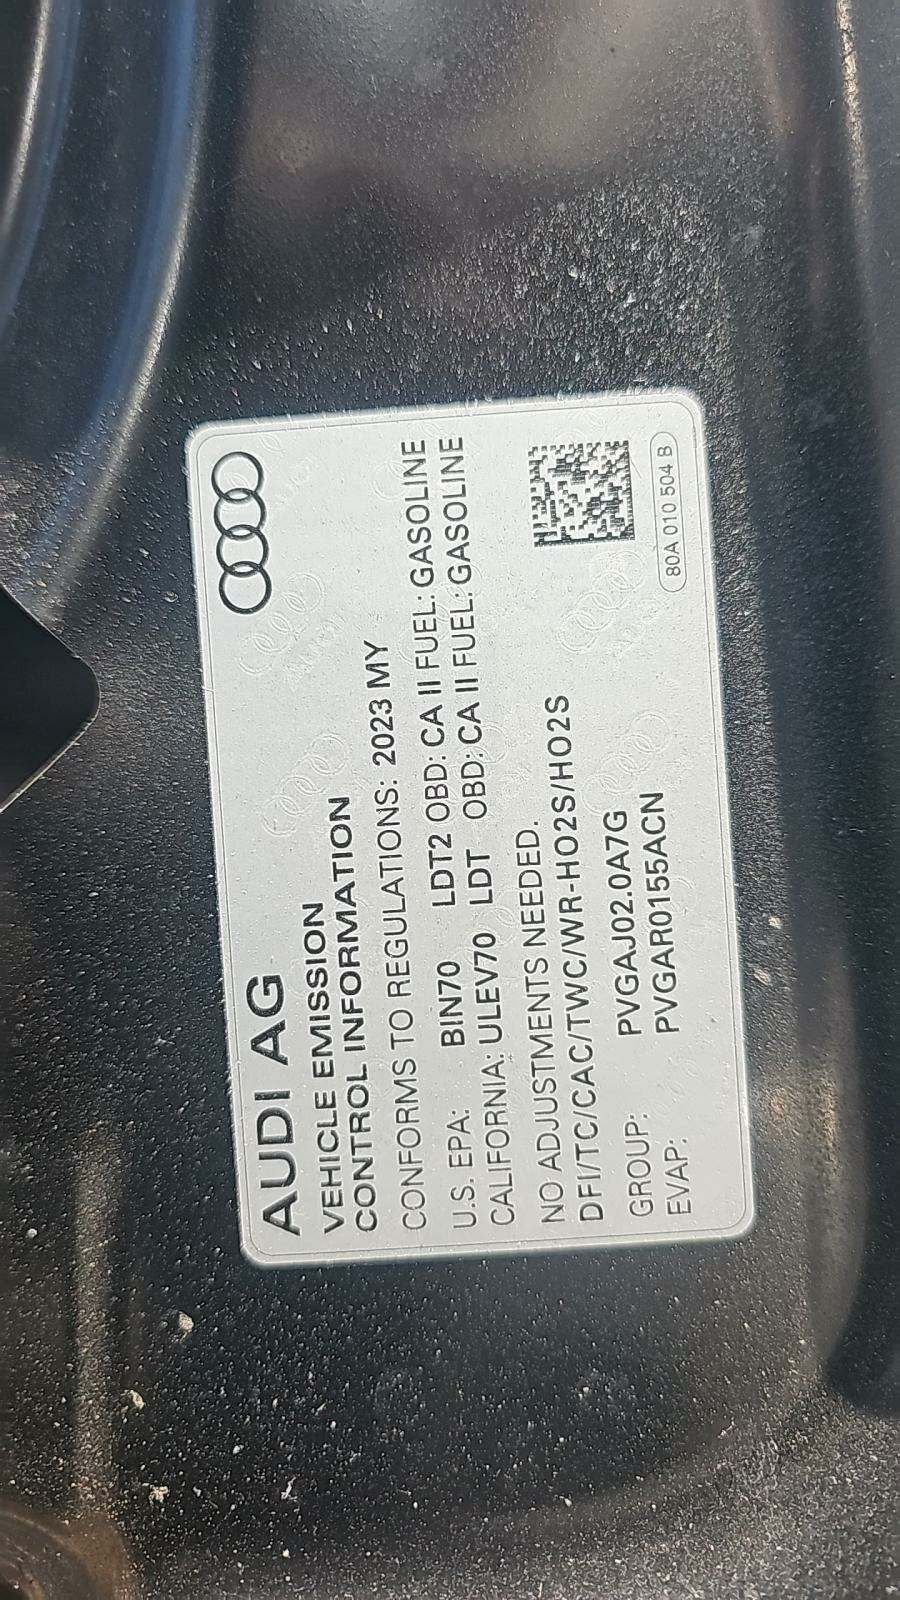 AUDI AG
VEHICLE EMISSION
CONTROL INFORMATION
CONFORMS TO REGULATIONS: 2023 MY
U.S. EPA: BIN70 LDT2 OBD: CA II FUEL: GASOLINE
CALIFORNIA: ULEV70 LDT OBD: CA II FUEL: GASOLINE
NO ADJUSTMENTS NEEDED.
DFI/TC/CAC/TWC/WR-HO2S/HO2S
GROUP: PVGAJ02.0A7G
EVAP: PVGAR0155ACN
80A 010 504 B